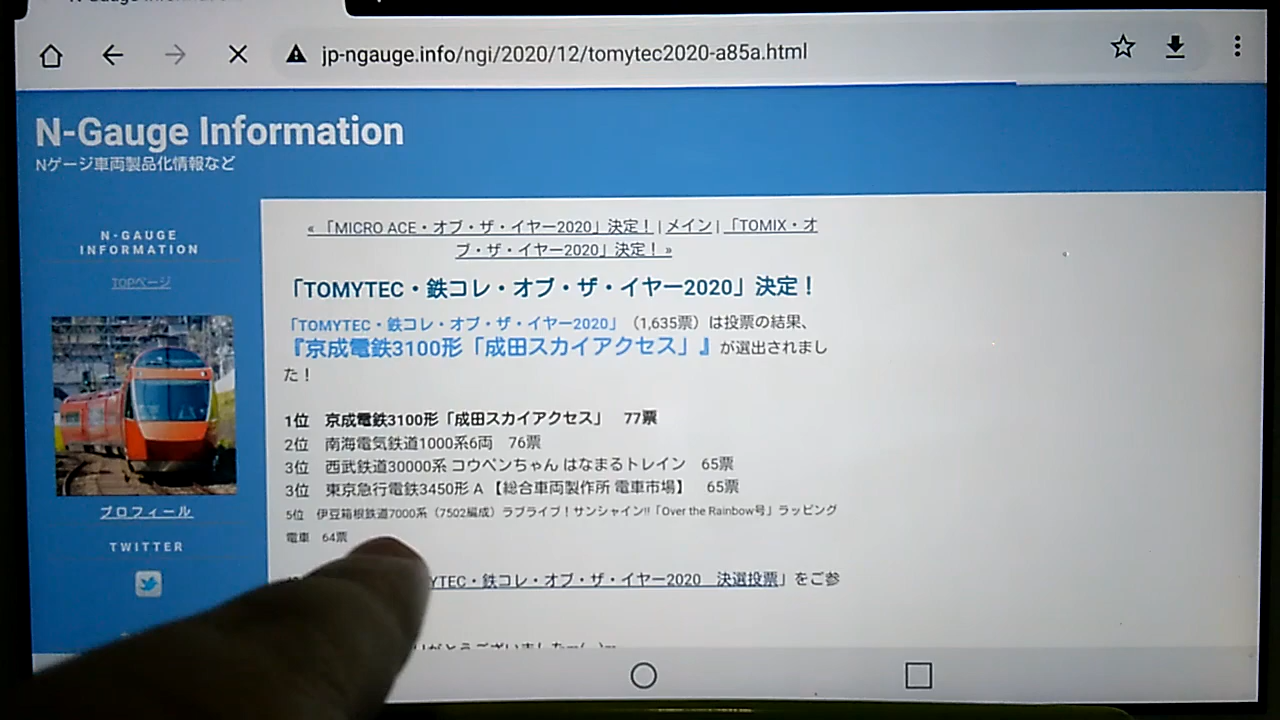 jp-ngauge.info/ngi/2020/12/tomytec2020-a85a.html
N-Gauge Information
Nゲージ車両製品化情報など
N-GAUGE
INFORMATION
TOPページ
プロフィール
TWITTER
« 「MICRO ACE・オブ・ザ・イヤー2020」決定！ | メイン | 「TOMIX・オ
ブ・ザ・イヤー2020」決定！ »
「TOMYTEC・鉄コレ・オブ・ザ・イヤー2020」決定！
「TOMYTEC・鉄コレ・オブ・ザ・イヤー2020」（1,635票）は投票の結果、
『京成電鉄3100形「成田スカイアクセス」』が選出されまし
た！
1位　京成電鉄3100形「成田スカイアクセス」　77票
2位　南海電気鉄道1000系6両　76票
3位　西武鉄道30000系 コウペンちゃん はなまるトレイン　65票
3位　東京急行電鉄3450形 A 【総合車両製作所 電車市場】　65票
5位　伊豆箱根鉄道7000系（7502編成）ラブライブ！サンシャイン!!「Over the Rainbow号」ラッピング
電車　64票
YTEC・鉄コレ・オブ・ザ・イヤー2020　決選投票」をご参